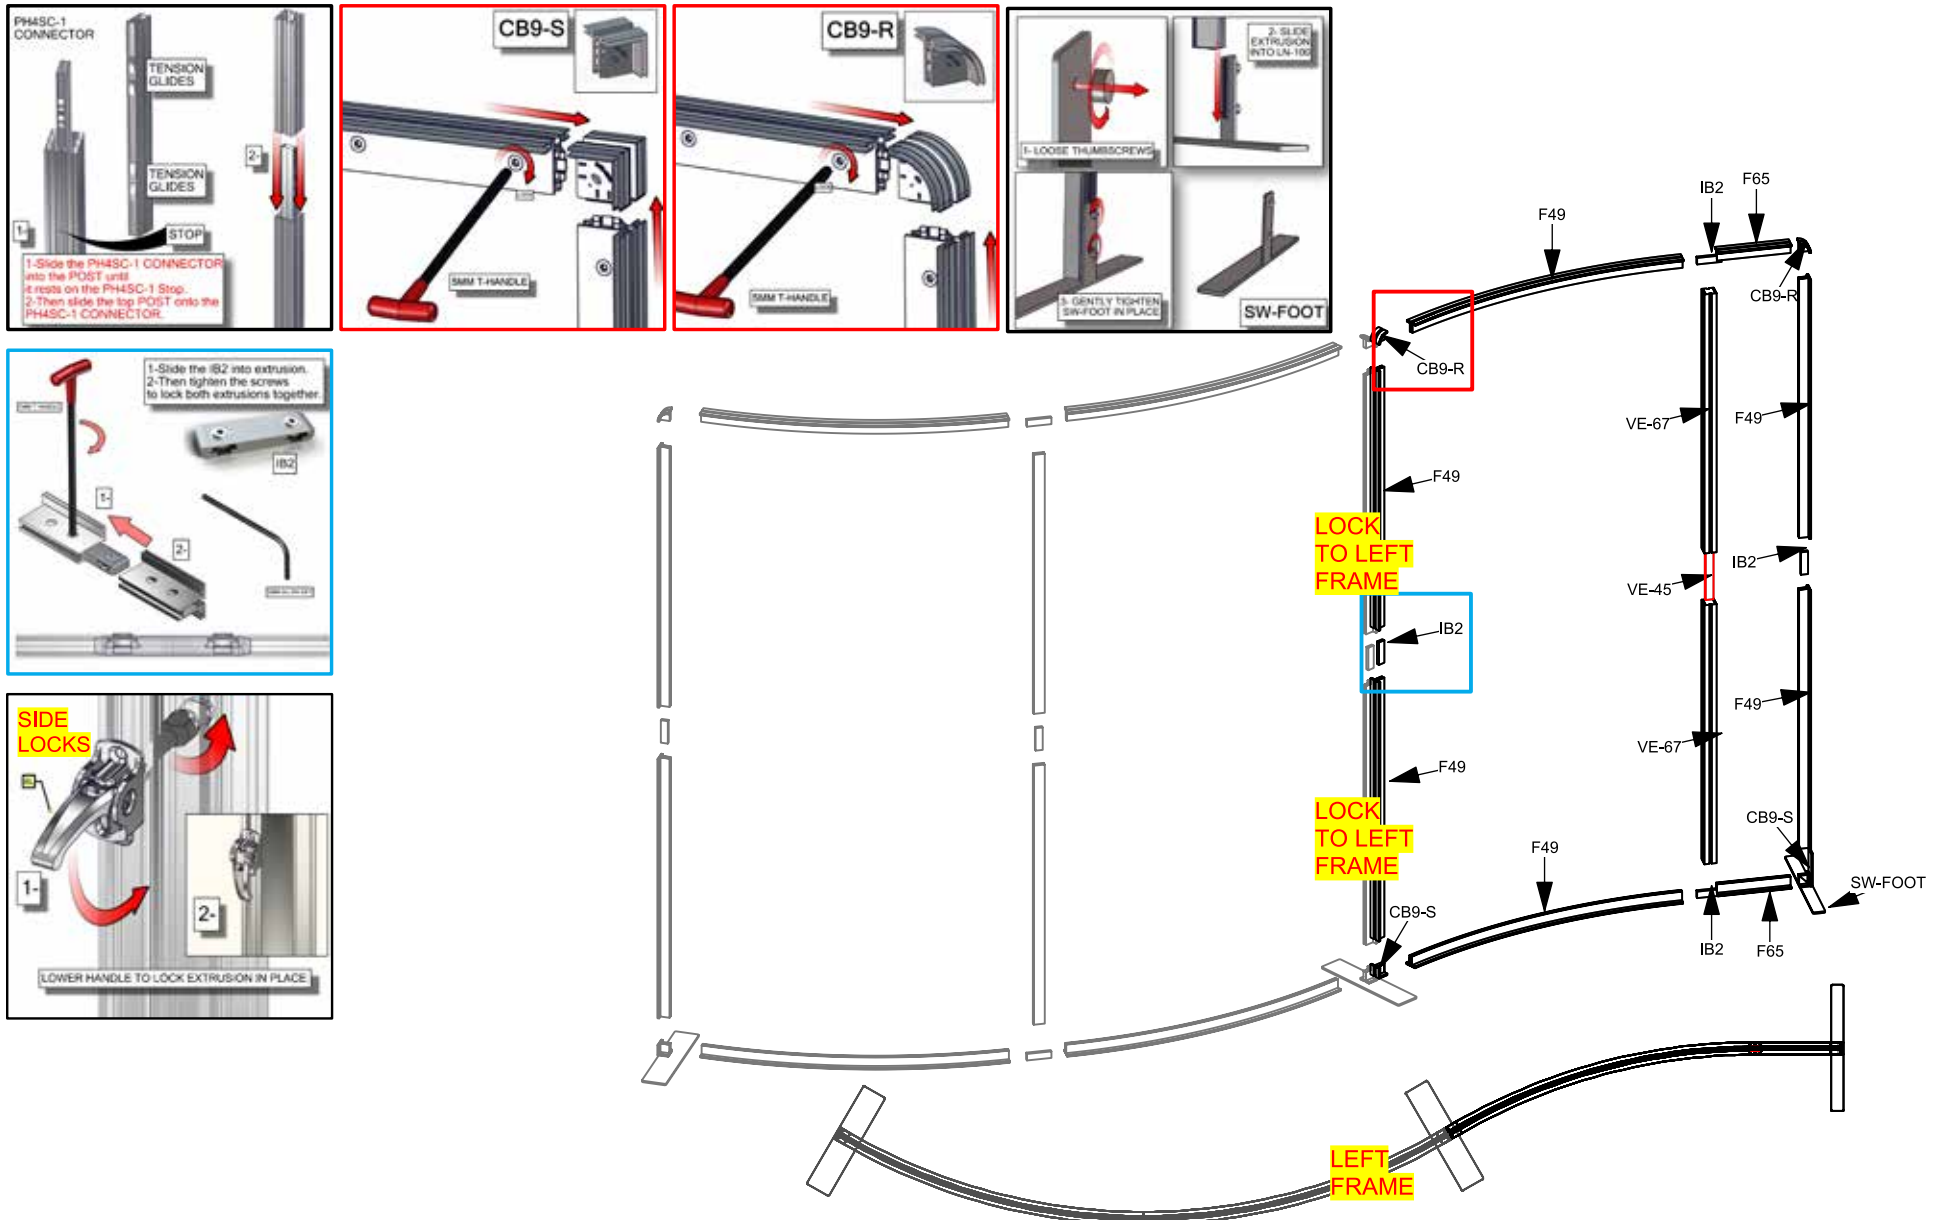 PH4SC-1
CONNECTOR
TENSION
GLIDES
TENSION
GLIDES
STOP
1-
2-
1-Slide the PH4SC-1 CONNECTOR
into the POST until
it rests on the PH4SC-1 Stop.
2-Then slide the top POST onto the
PH4SC-1 CONNECTOR.
CB9-S
5MM T-HANDLE
CB9-R
5MM T-HANDLE
1- LOOSE THUMBSCREWS
2- SLIDE
EXTRUSION
INTO LN-100
3- GENTLY TIGHTEN
SW-FOOT IN PLACE
SW-FOOT
1-Slide the IB2 into extrusion.
2-Then tighten the screws
to lock both extrusions together.
IB2
1-
2-
SIDE
LOCKS
1-
2-
LOWER HANDLE TO LOCK EXTRUSION IN PLACE
F49
IB2
F65
CB9-R
CB9-R
VE-67
F49
F49
LOCK
TO LEFT
FRAME
IB2
VE-45
IB2
F49
VE-67
F49
LOCK
TO LEFT
FRAME
CB9-S
F49
SW-FOOT
CB9-S
IB2
F65
LEFT
FRAME